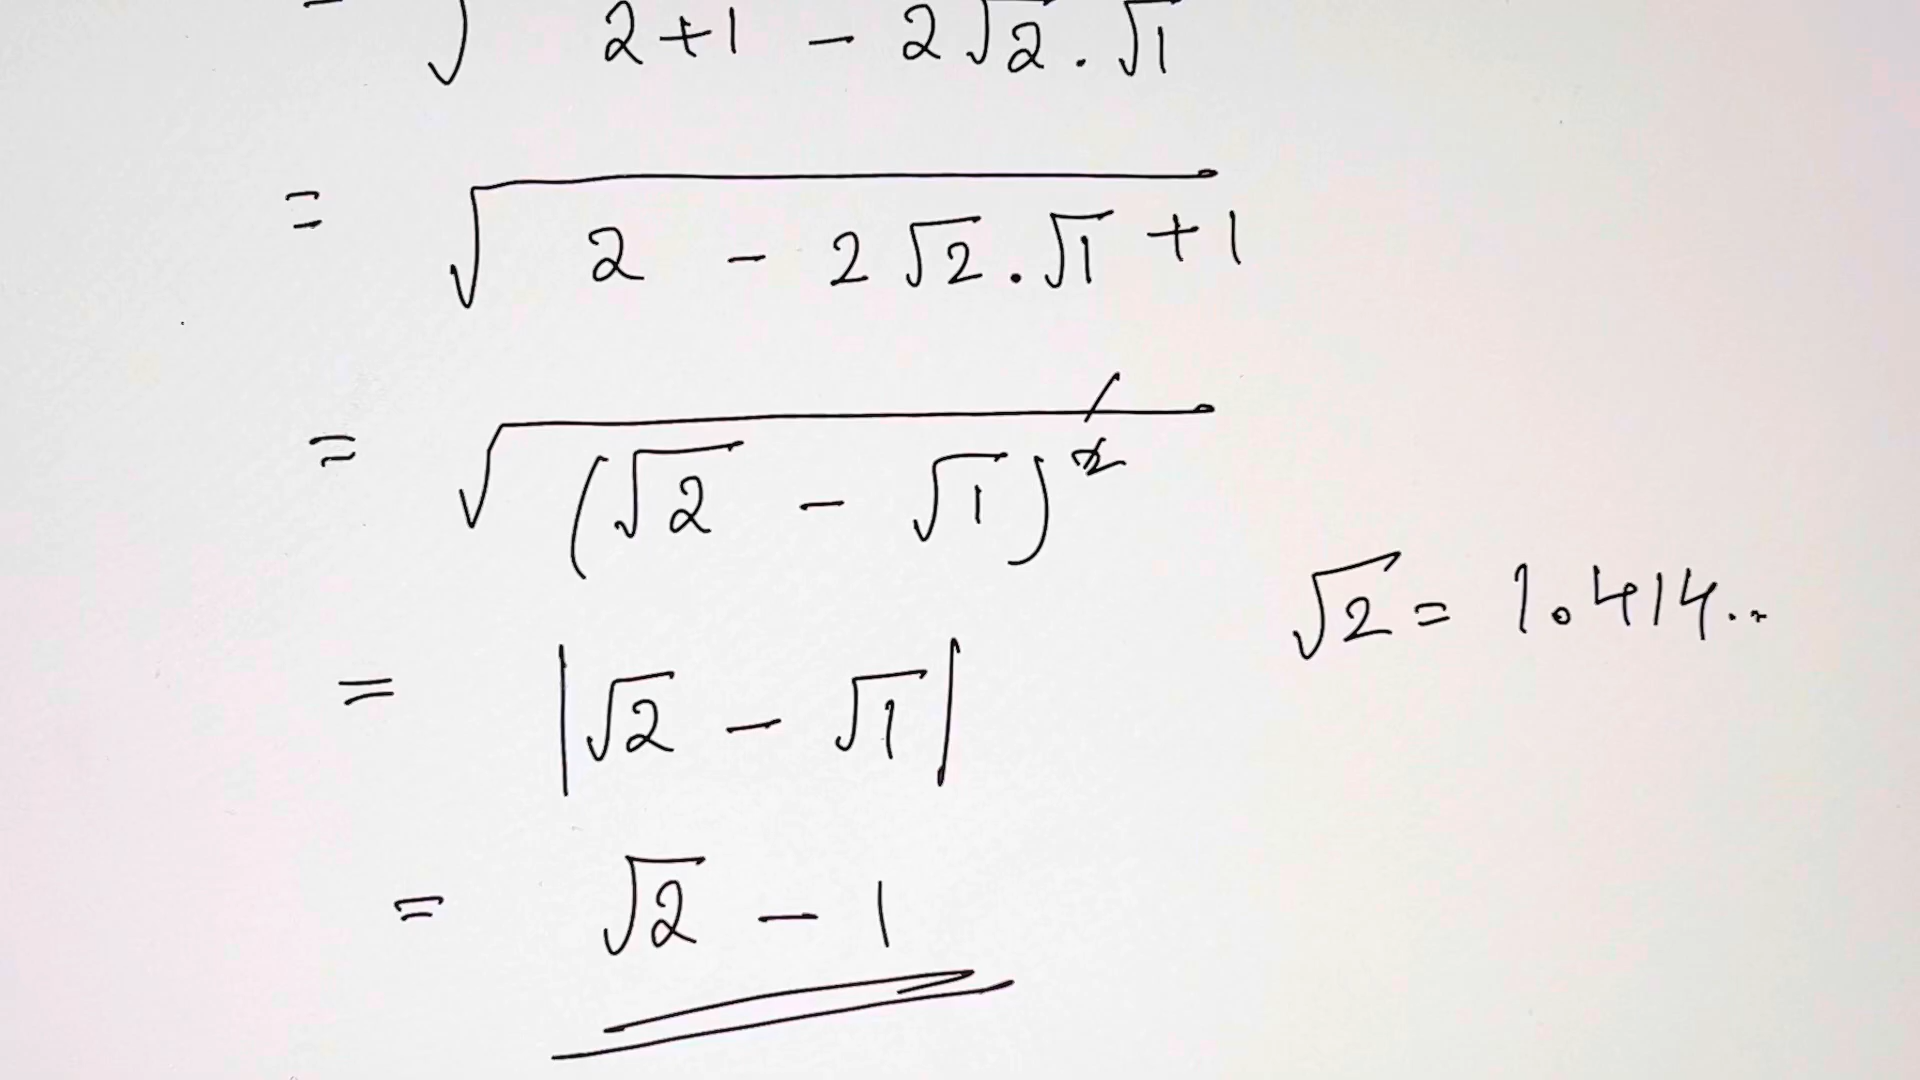 = √ 2+1 - 2√2 . √1
= √(2 - 2√2 . √1 + 1)
= √((√2 - √1)²)
√2 = 1.414...
= |√2 - √1|
= √2 - 1